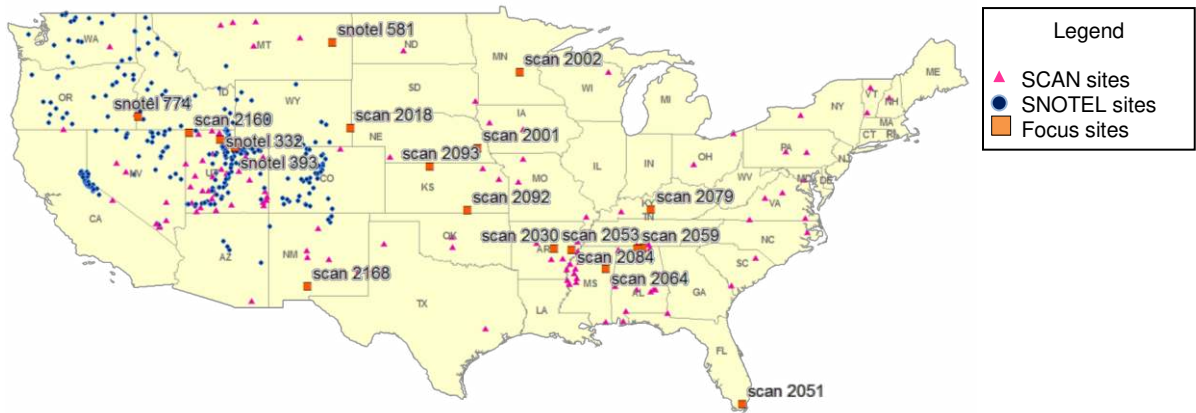 Legend
SCAN sites
SNOTEL sites
Focus sites
WA
MT
ND
MN
OR
ID
WY
SD
WI
MI
NY
VT
NH
ME
MA
CT
RI
NE
IA
PA
NJ
NV
UT
CO
KS
MO
IL
IN
OH
WV
MD
DE
VA
KY
CA
AZ
NM
OK
AR
TN
NC
SC
TX
LA
MS
AL
GA
FL
snotel 581
scan 2002
snotel 774
scan 2160
scan 2018
snotel 332
snotel 393
scan 2001
scan 2093
scan 2092
scan 2079
scan 2030
scan 2053
scan 2059
scan 2084
scan 2064
scan 2168
scan 2051